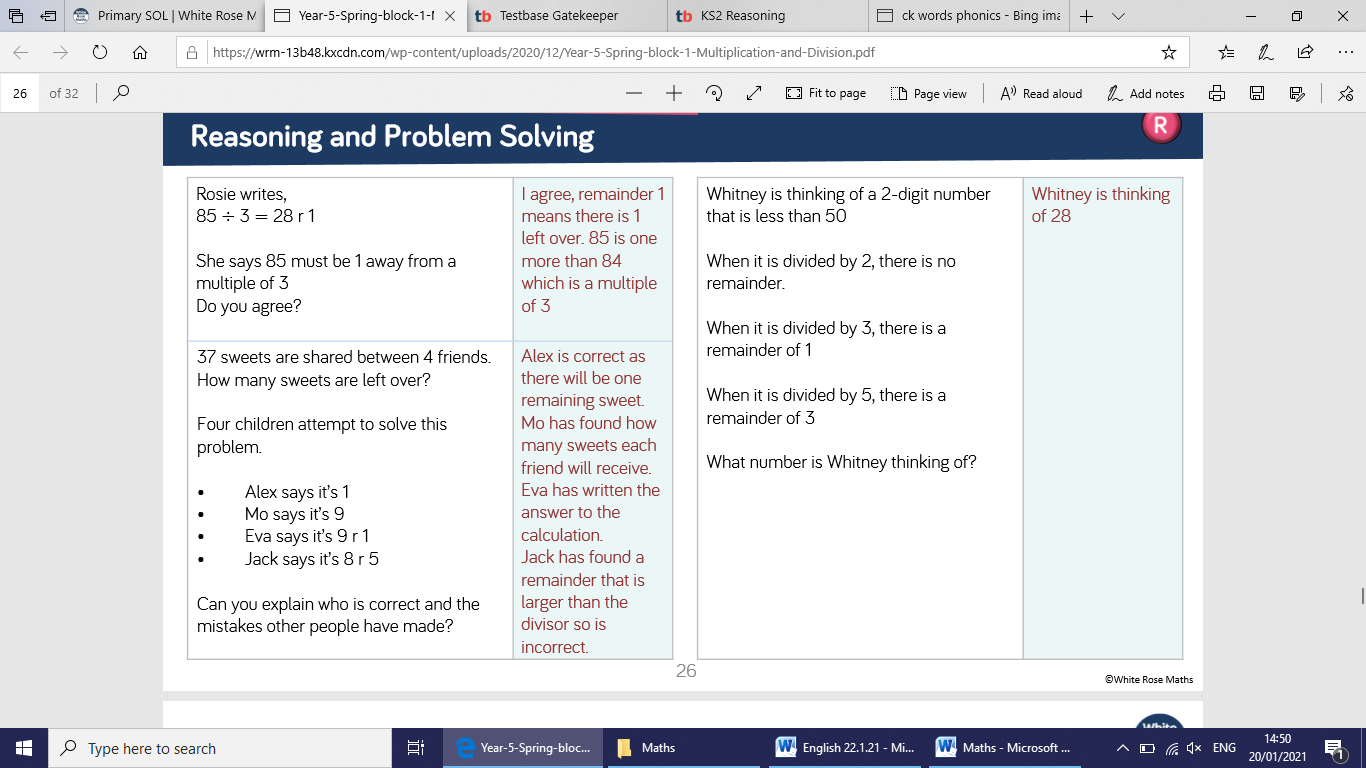 Primary SOL | White Rose M
Year-5-Spring-block-1-M
Testbase Gatekeeper
KS2 Reasoning
ck words phonics - Bing ima
https://wrm-13b48.kxcdn.com/wp-content/uploads/2020/12/Year-5-Spring-block-1-Multiplication-and-Division.pdf
26 of 32
Fit to page
Page view
Read aloud
Add notes
Reasoning and Problem Solving
R
Rosie writes,
85 ÷ 3 = 28 r 1
She says 85 must be 1 away from a
multiple of 3
Do you agree?
I agree, remainder 1
means there is 1
left over. 85 is one
more than 84
which is a multiple
of 3
37 sweets are shared between 4 friends.
How many sweets are left over?
Four children attempt to solve this
problem.
• Alex says it's 1
• Mo says it's 9
• Eva says it's 9 r 1
• Jack says it's 8 r 5
Can you explain who is correct and the
mistakes other people have made?
Alex is correct as
there will be one
remaining sweet.
Mo has found how
many sweets each
friend will receive.
Eva has written the
answer to the
calculation.
Jack has found a
remainder that is
larger than the
divisor so is
incorrect.
Whitney is thinking of a 2-digit number
that is less than 50
When it is divided by 2, there is no
remainder.
When it is divided by 3, there is a
remainder of 1
When it is divided by 5, there is a
remainder of 3
What number is Whitney thinking of?
Whitney is thinking
of 28
26
©White Rose Maths
White
Type here to search
Year-5-Spring-bloc...
Maths
English 22.1.21 - Mi...
Maths - Microsoft ...
ENG
14:50
20/01/2021
1